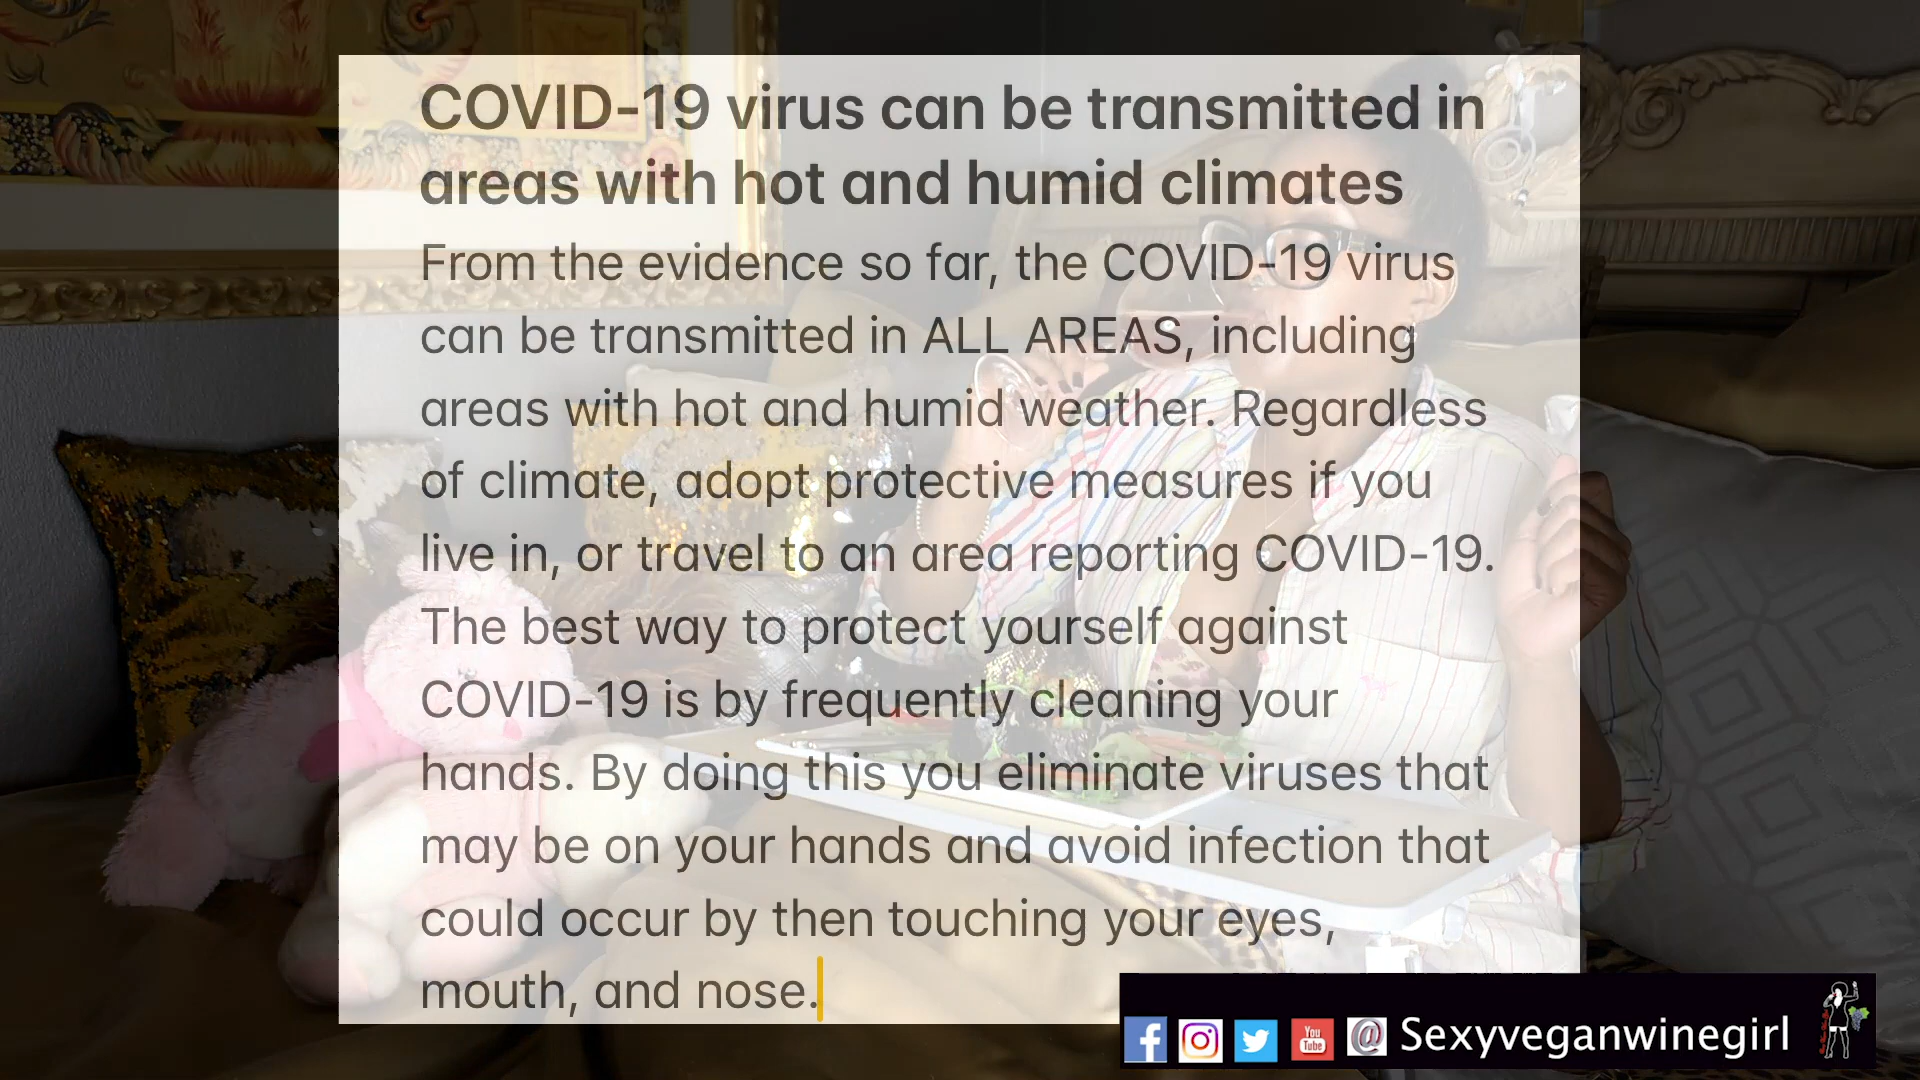 COVID-19 virus can be transmitted in
areas with hot and humid climates
From the evidence so far, the COVID-19 virus
can be transmitted in ALL AREAS, including
areas with hot and humid weather. Regardless
of climate, adopt protective measures if you
live in, or travel to an area reporting COVID-19.
The best way to protect yourself against
COVID-19 is by frequently cleaning your
hands. By doing this you eliminate viruses that
may be on your hands and avoid infection that
could occur by then touching your eyes,
mouth, and nose.
f You Tube @ Sexyveganwinegirl